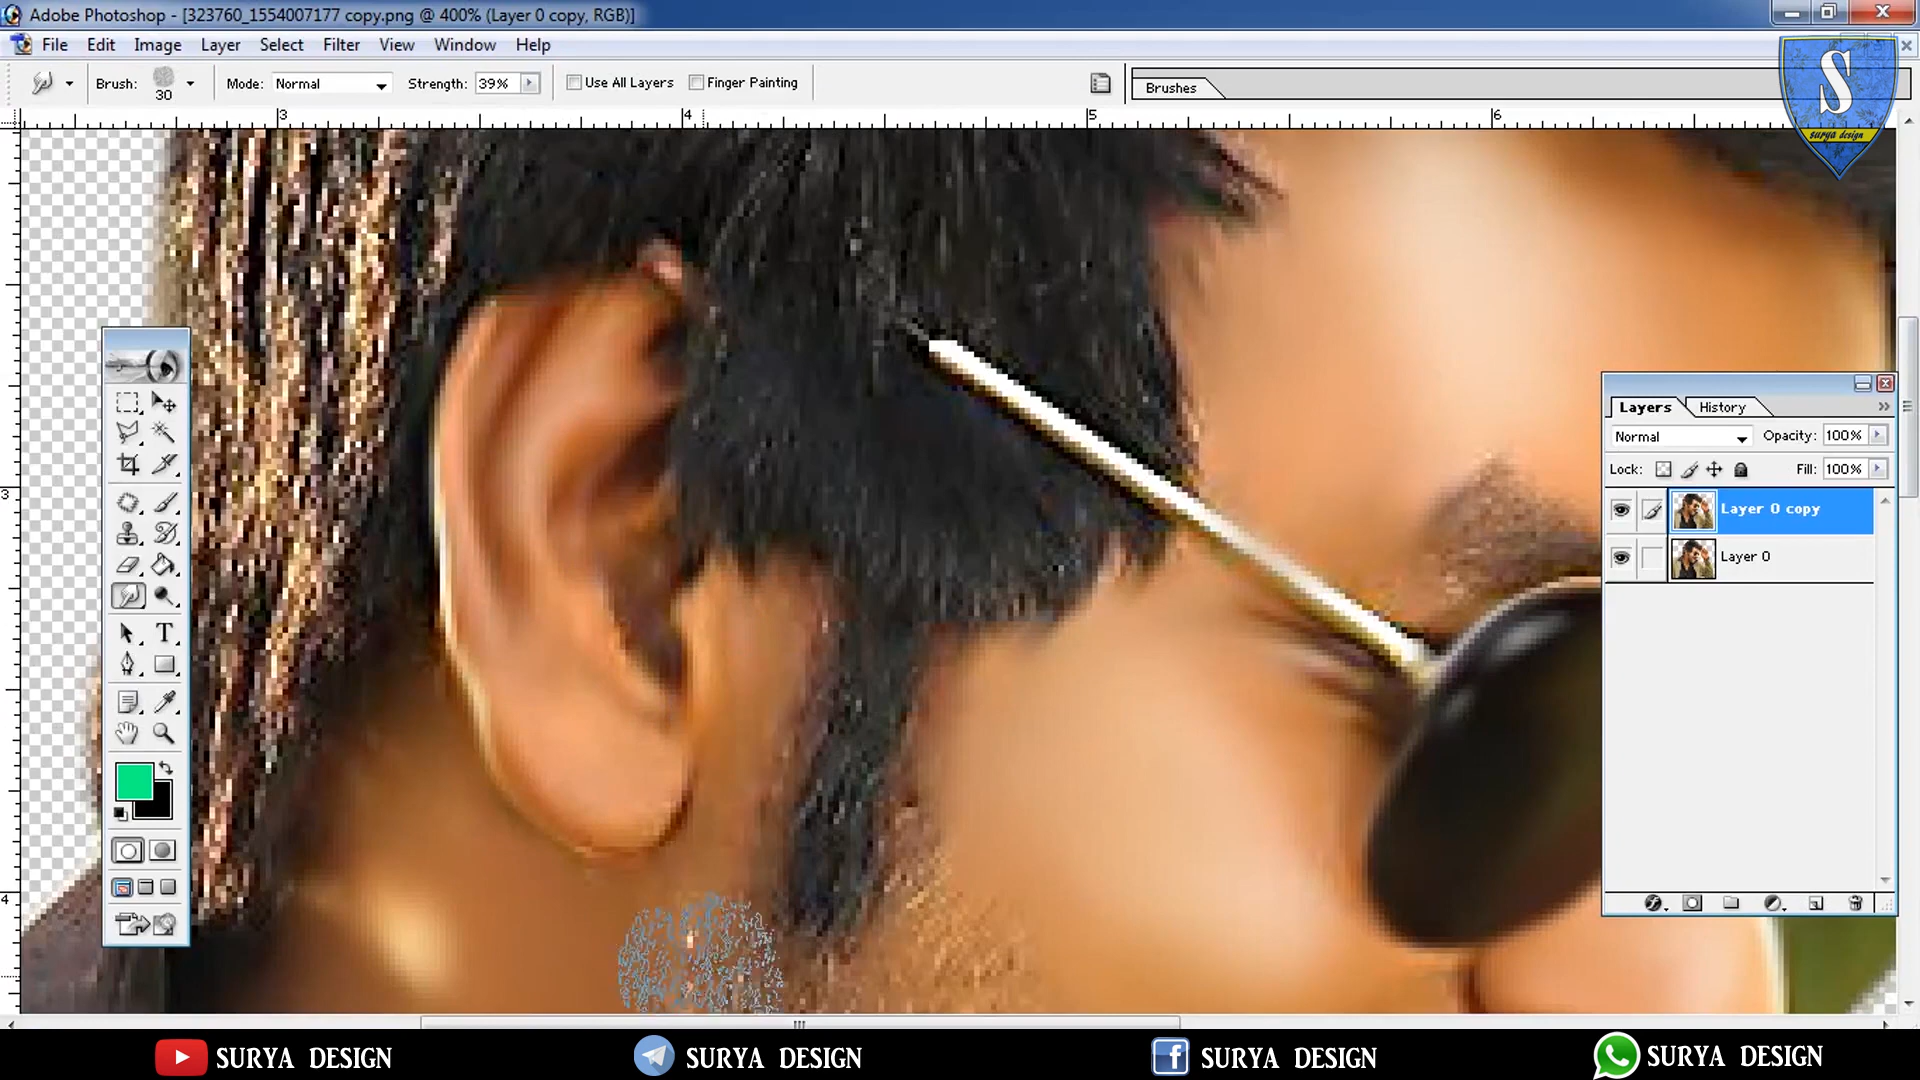 Adobe Photoshop - [323760_1554007177 copy.png @ 400% (Layer 0 copy, RGB)]
File Edit Image Layer Select Filter View Window Help
Brush: 30 Mode: Normal Strength: 39% Use All Layers Finger Painting Brushes
S
surya design
3 4 5 6
3
4
Layers History
Normal Opacity: 100%
Lock: Fill: 100%
Layer 0 copy
Layer 0
T
SURYA DESIGN SURYA DESIGN SURYA DESIGN SURYA DESIGN